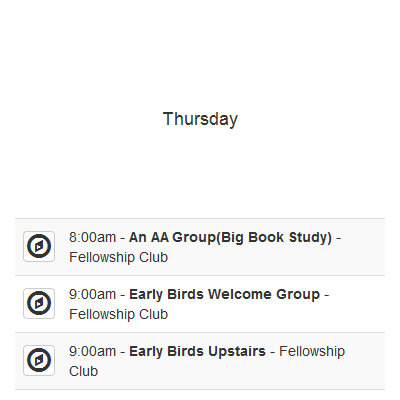 Thursday
8:00am - An AA Group(Big Book Study) -
Fellowship Club
9:00am - Early Birds Welcome Group -
Fellowship Club
9:00am - Early Birds Upstairs - Fellowship
Club